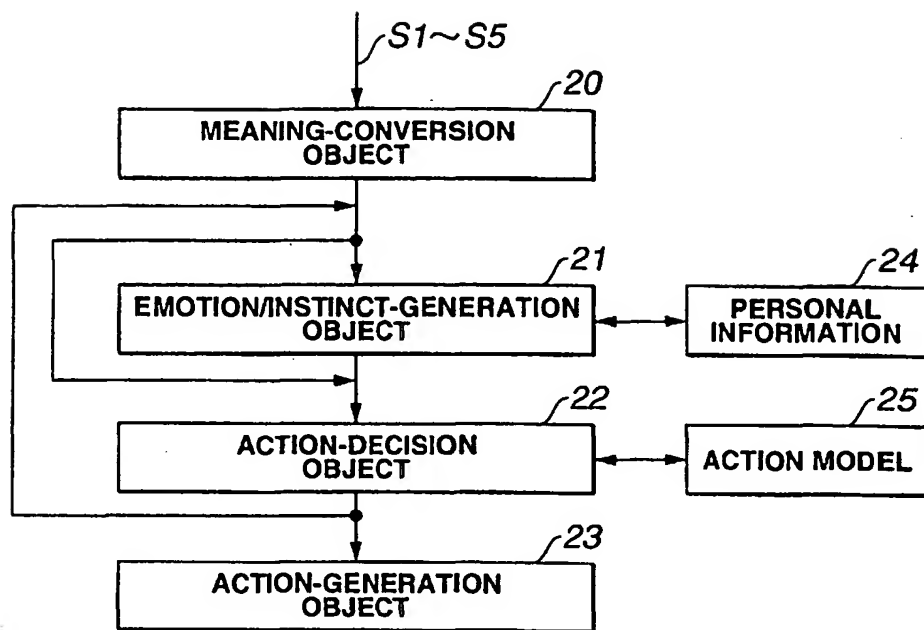 S1~S5
20
MEANING-CONVERSION
OBJECT
21
EMOTION/INSTINCT-GENERATION
OBJECT
24
PERSONAL
INFORMATION
22
ACTION-DECISION
OBJECT
25
ACTION MODEL
23
ACTION-GENERATION
OBJECT